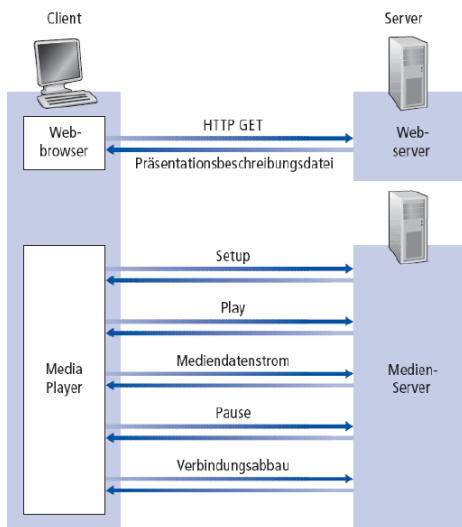 Client
Server
Web-
browser
HTTP GET
Präsentationsbeschreibungsdatei
Web-
server
Setup
Play
Mediendatenstrom
Media
Player
Medien-
Server
Pause
Verbindungsabbau